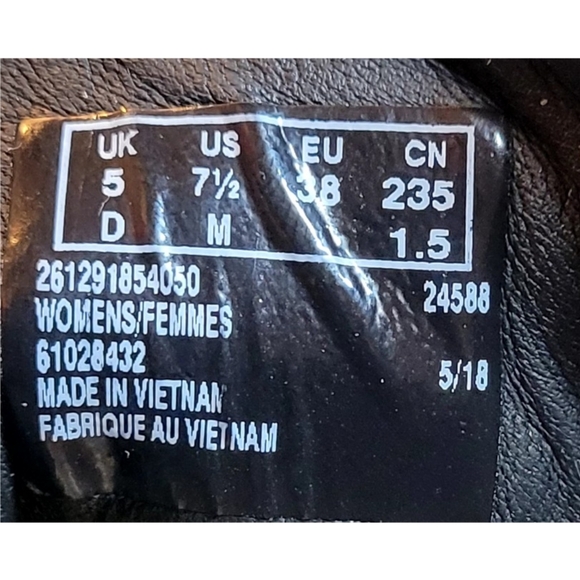 UK US EU CN
5 7½ 38 235
D M 1.5
261291854050 24588
WOMENS/FEMMES
61028432 5/18
MADE IN VIETNAM
FABRIQUE AU VIETNAM